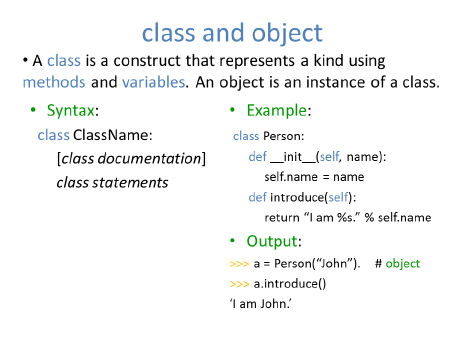 class and object
• A class is a construct that represents a kind using
methods and variables. An object is an instance of a class.
• Syntax:
class ClassName:
[class documentation]
class statements
• Example:
class Person:
def __init__(self, name):
self.name = name
def introduce(self):
return “I am %s.” % self.name
• Output:
>>> a = Person(“John”). # object
>>> a.introduce()
‘I am John.’